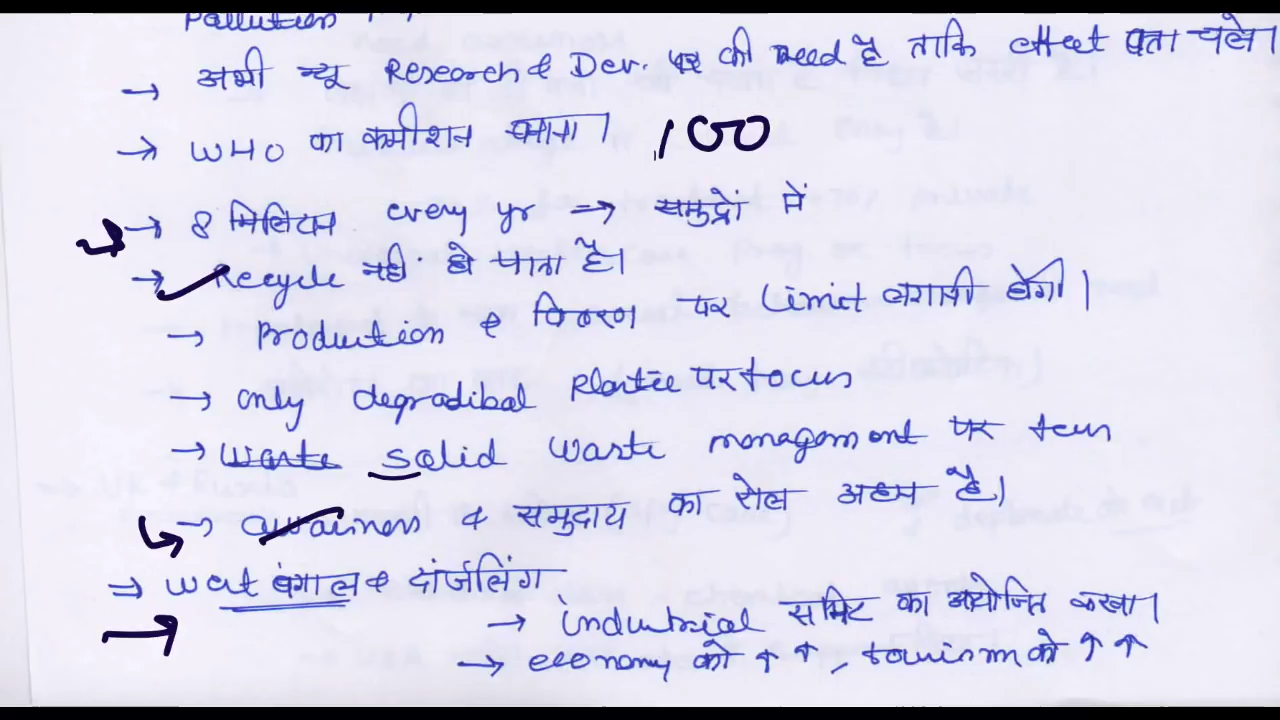 Pollution
→ अभी न्यू Research & Dev. पर की need है ताकि effect पता चले।
→ WHO का कमीशन बनाना। 100
→ 8 मिलियन every yr → समुद्रों में
→ Recycle नही हो पाता है।
→ Production & वितरण पर Limit लगानी होगी।
→ only degradibal Plastic पर focus
→ waste solid waste management पर
→ awairness & समुदाय का रोल अहम है।
→ West बंगाल & दार्जलिंग
→ industrial समिट का आयोजित करवा।
→ economy को ↑ ↑, tourism को ↑ ↑